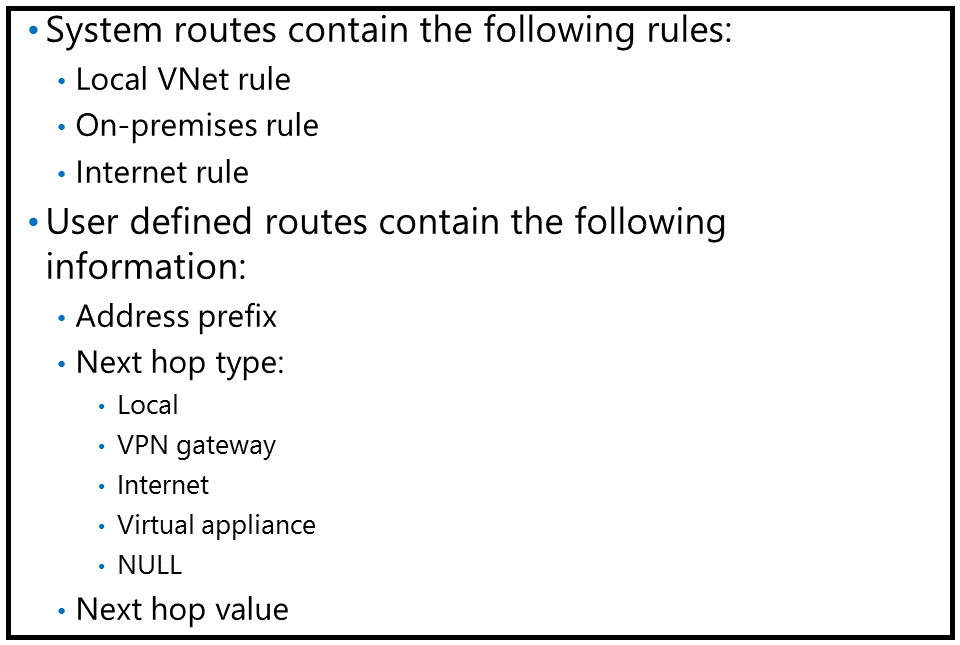 • System routes contain the following rules:
• Local VNet rule
• On-premises rule
• Internet rule
• User defined routes contain the following
information:
• Address prefix
• Next hop type:
• Local
• VPN gateway
• Internet
• Virtual appliance
• NULL
• Next hop value